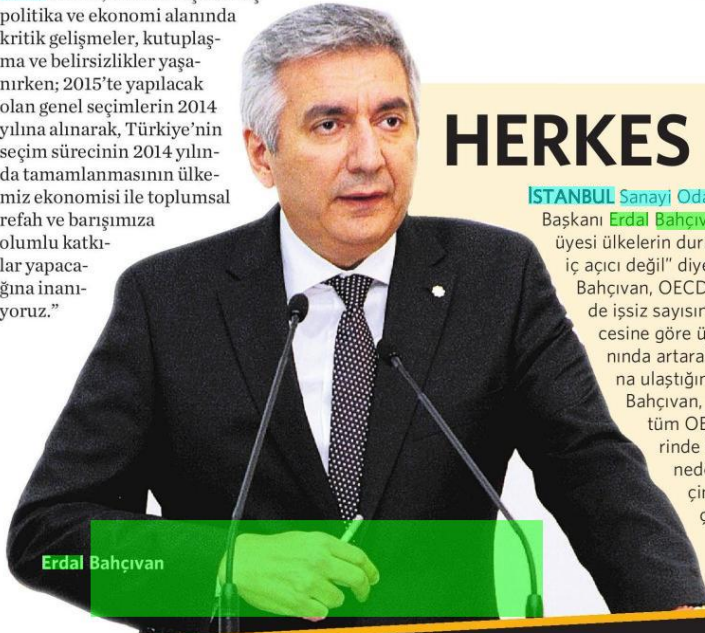 politika ve ekonomi alanında
kritik gelişmeler, kutuplaş-
ma ve belirsizlikler yaşa-
nırken; 2015’te yapılacak
olan genel seçimlerin 2014
yılına alınarak, Türkiye’nin
seçim sürecinin 2014 yılın-
da tamamlanmasının ülke-
miz ekonomisi ile toplumsal
refah ve barışımıza
olumlu katkı-
lar yapaca-
ğına inanı-
yoruz.”
Erdal Bahçıvan
HERKES
İSTANBUL Sanayi Oda
Başkanı Erdal Bahçıv
üyesi ülkelerin dur
iç açıcı değil” diye
Bahçıvan, OECD
de işsiz sayısın
cesine göre ü
nında artara
na ulaştığın
Bahçıvan,
tüm OE
rinde
ned
çi